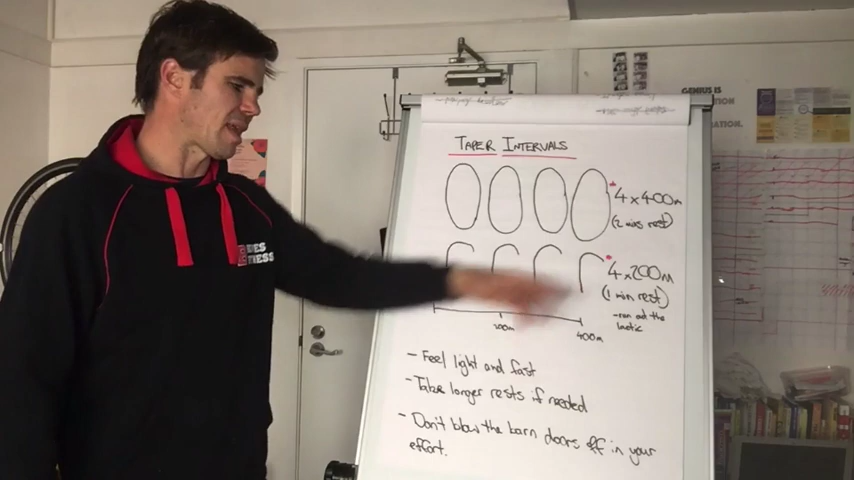 TAPER INTERVALS
*4 x 400m
(2 mins rest)
*4 x 200m
(1 min rest)
- run out the
lactic
200m
400m
- Feel light and fast
- Take longer rests if needed
- Don't blow the barn doors off in your
effort.
GENIUS IS